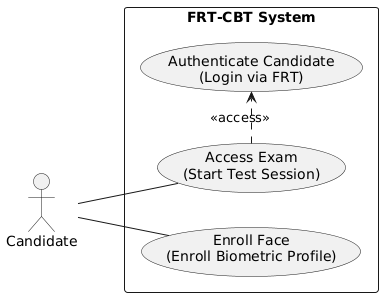 FRT-CBT System
Authenticate Candidate
(Login via FRT)
«access»
Access Exam
(Start Test Session)
Candidate
Enroll Face
(Enroll Biometric Profile)